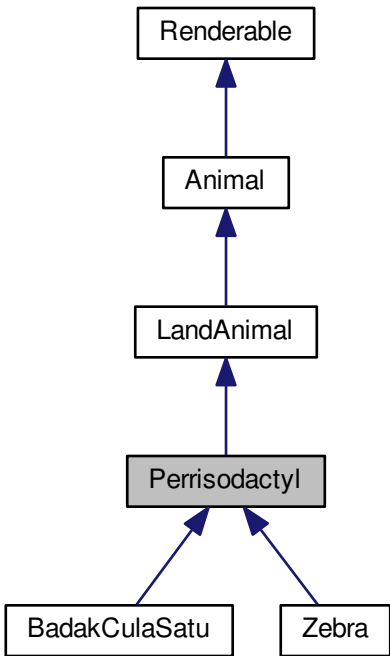 Renderable
Animal
LandAnimal
Perrisodactyl
BadakCulaSatu
Zebra